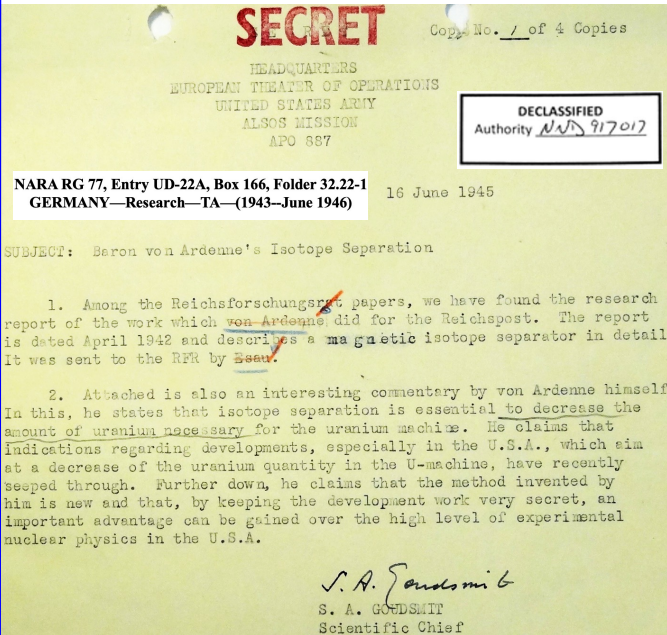 SECRET
Copy No. 1 of 4 Copies
HEADQUARTERS
EUROPEAN THEATER OF OPERATIONS
UNITED STATES ARMY
ALSOS MISSION
APO 887
DECLASSIFIED
Authority NND 917017
NARA RG 77, Entry UD-22A, Box 166, Folder 32.22-1
GERMANY—Research—TA—(1943--June 1946)
16 June 1945
SUBJECT: Baron von Ardenne's Isotope Separation
1. Among the Reichsforschungsrat papers, we have found the research
report of the work which von Ardenne did for the Reichspost. The report
is dated April 1942 and describes a magnetic isotope separator in detail
It was sent to the RFR by Esau.
2. Attached is also an interesting commentary by von Ardenne himself
In this, he states that isotope separation is essential to decrease the
amount of uranium necessary for the uranium machine. He claims that
indications regarding developments, especially in the U.S.A., which aim
at a decrease of the uranium quantity in the U-machine, have recently
seeped through. Further down, he claims that the method invented by
him is new and that, by keeping the development work very secret, an
important advantage can be gained over the high level of experimental
nuclear physics in the U.S.A.
S. A. Goudsmit
S. A. GOUDSMIT
Scientific Chief